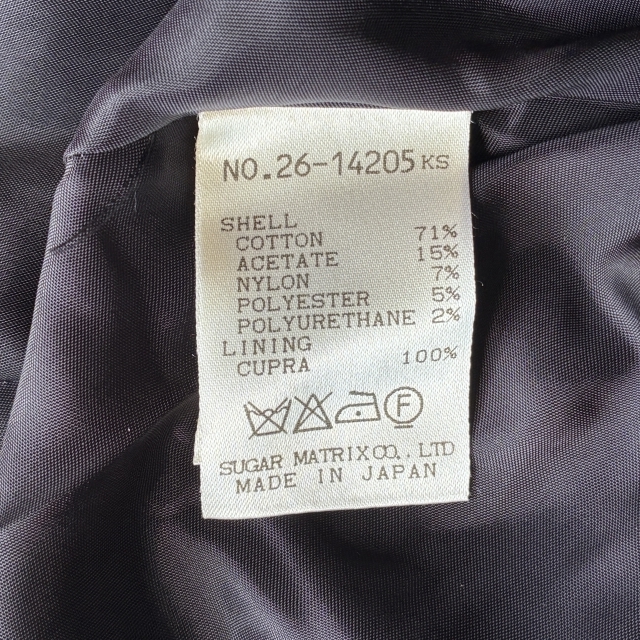 NO.26-14205 KS
SHELL
COTTON 71%
ACETATE 15%
NYLON 7%
POLYESTER 5%
POLYURETHANE 2%
LINING
CUPRA 100%
F
SUGAR MATRIX CO., LTD
MADE IN JAPAN